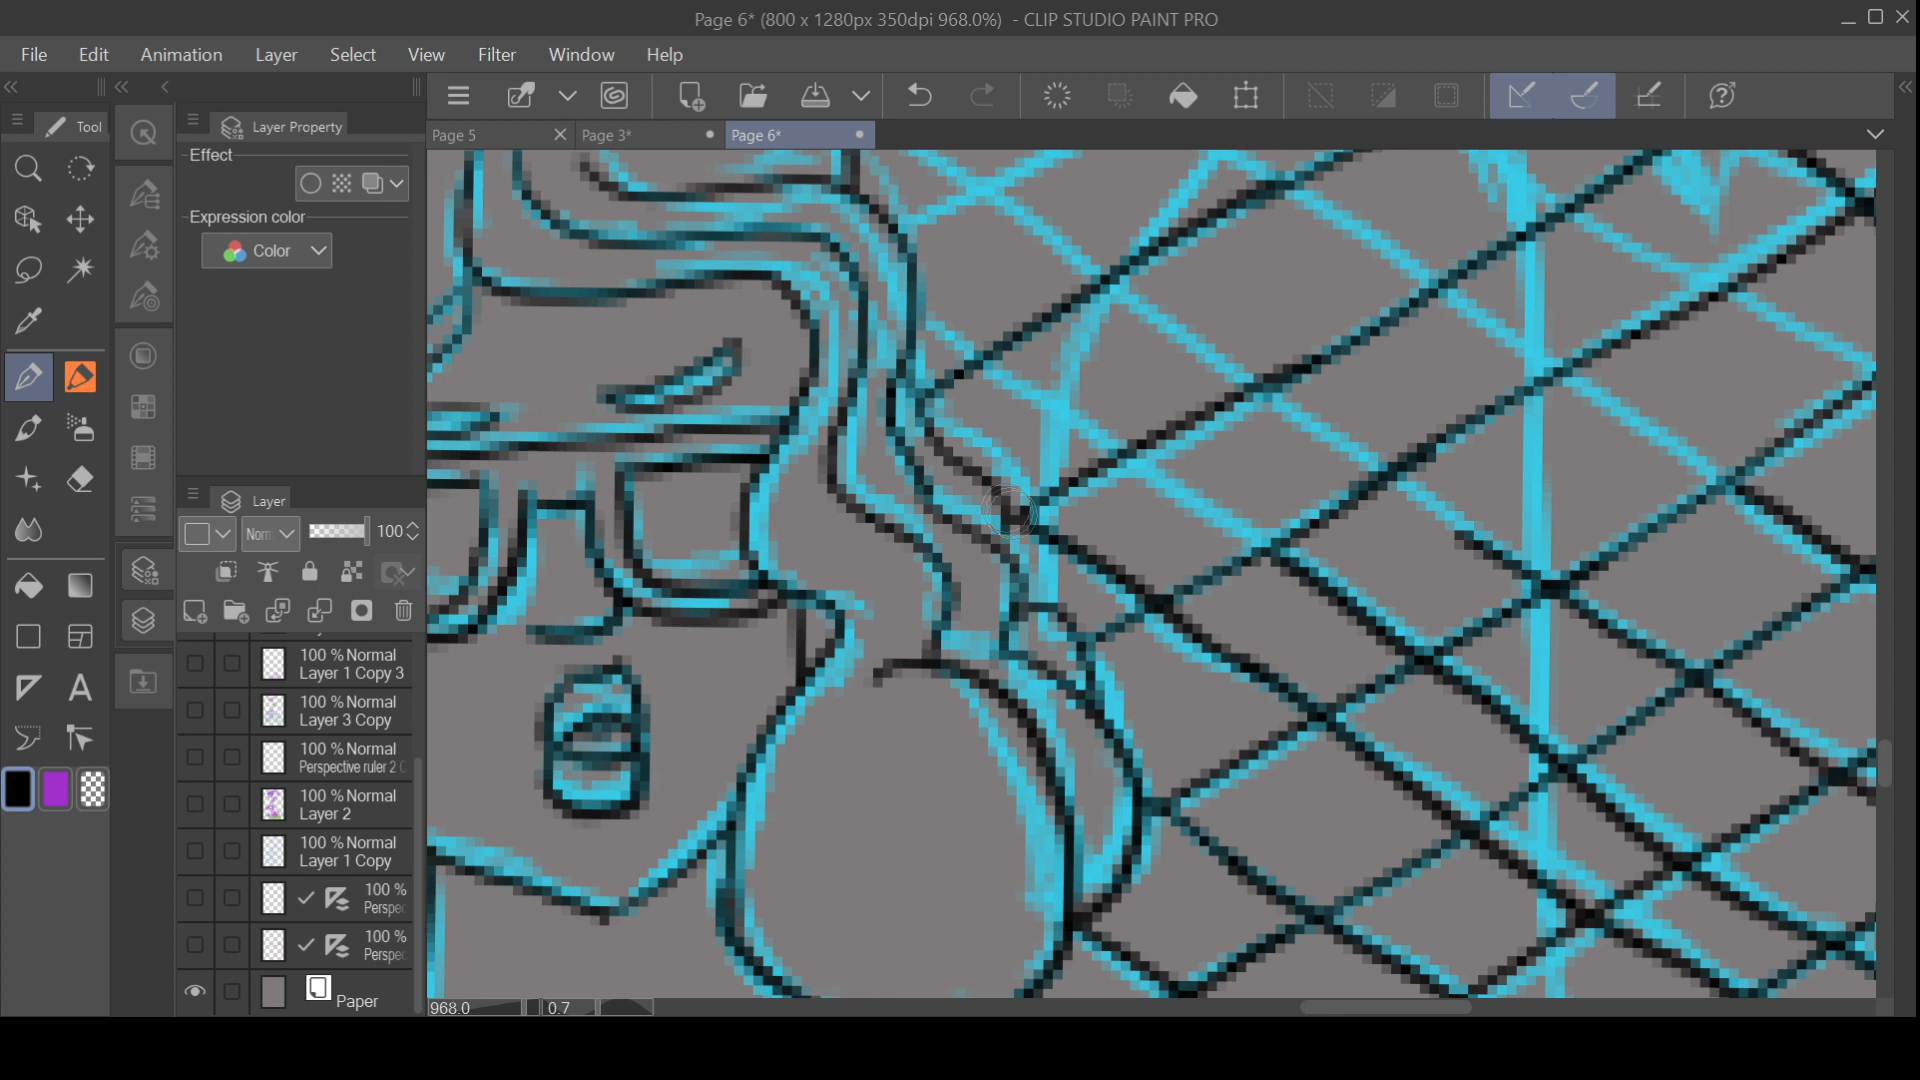 Page 6* (800 x 1280px 350dpi 968.0%)  - CLIP STUDIO PAINT PRO
File Edit Animation Layer Select View Filter Window Help
Tool
Layer Property
Page 5
Page 3*
Page 6*
Effect
Expression color
Color
Layer
Norm
100
100 % Normal
Layer 1 Copy 3
100 % Normal
Layer 3 Copy
100 % Normal
Perspective ruler 2 C
100 % Normal
Layer 2
100 % Normal
Layer 1 Copy
100 %
Perspec
100 %
Perspec
Paper
A
968.0
0.7